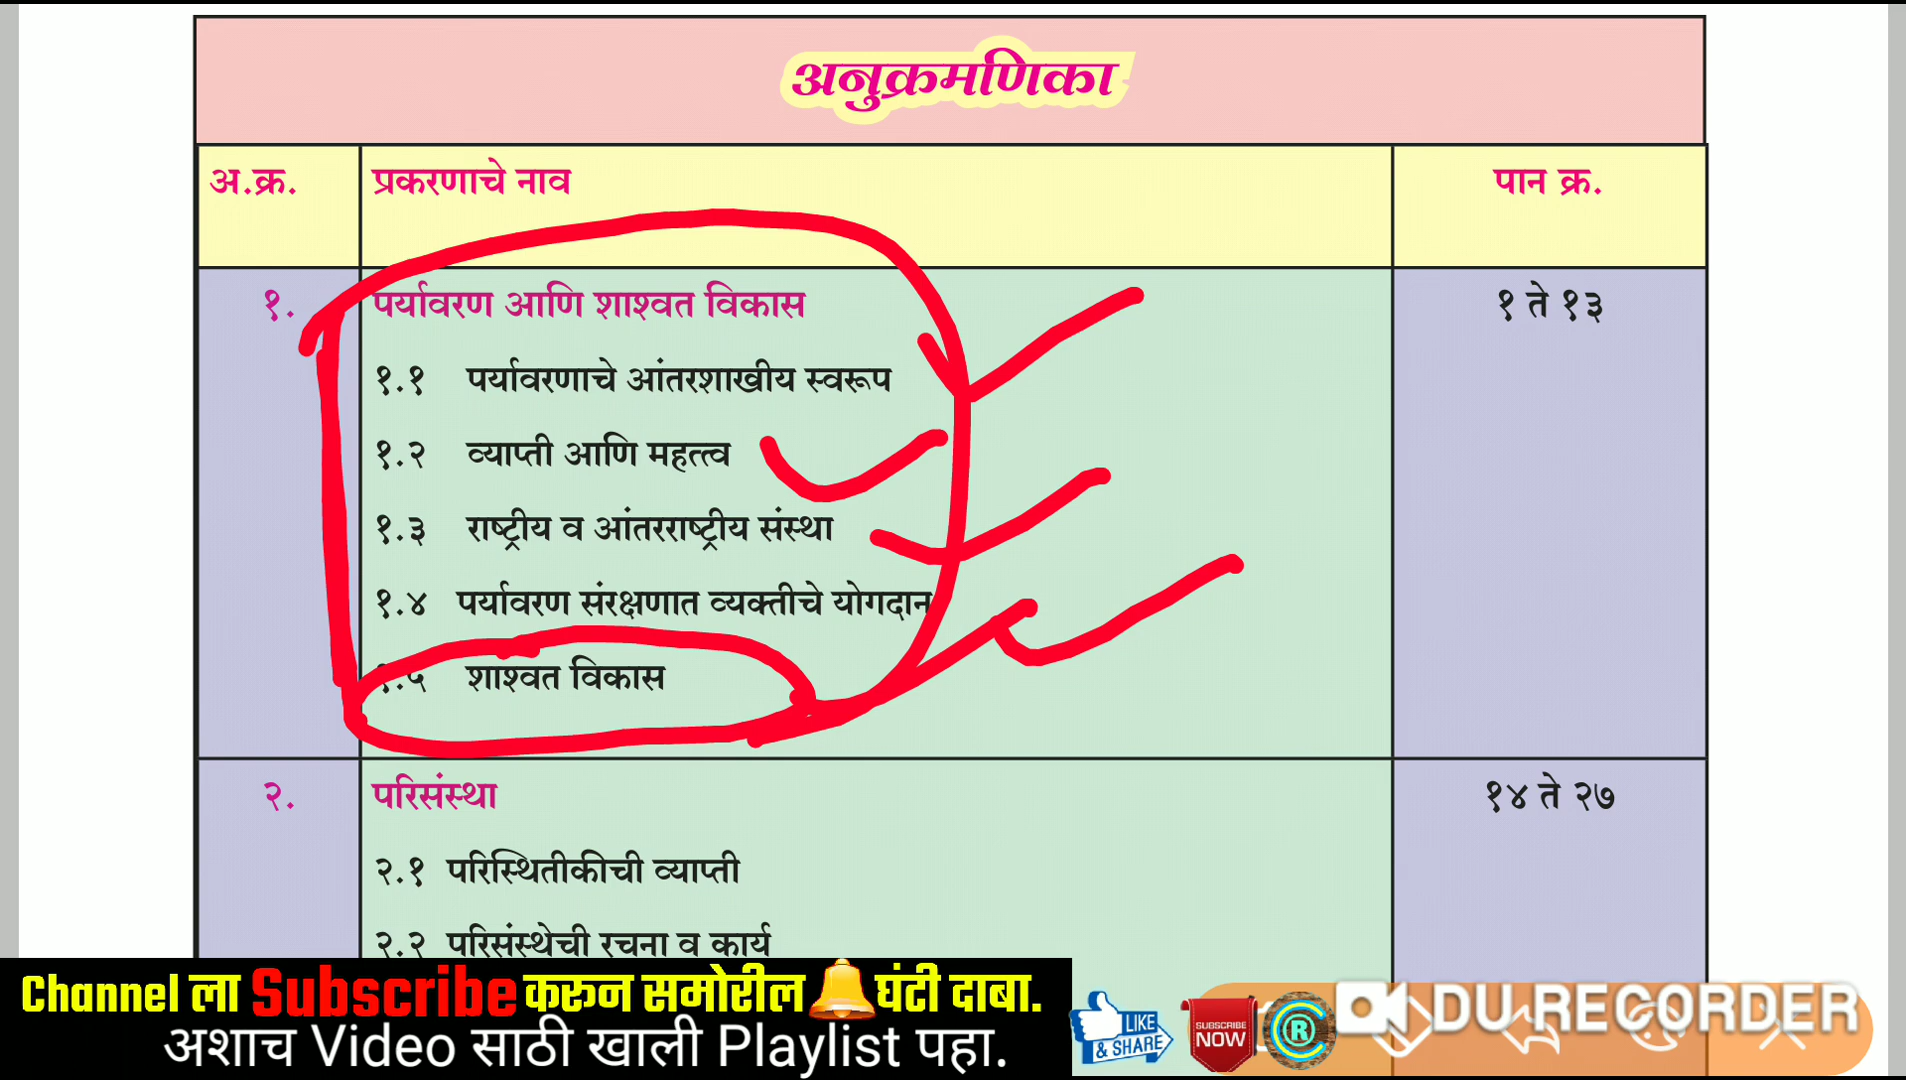 अनुक्रमणिका
अ.क्र. प्रकरणाचे नाव पान क्र.
१. पर्यावरण आणि शाश्वत विकास १ ते १३
१.१ पर्यावरणाचे आंतरशाखीय स्वरूप
१.२ व्याप्ती आणि महत्त्व
१.३ राष्ट्रीय व आंतरराष्ट्रीय संस्था
१.४ पर्यावरण संरक्षणात व्यक्तीचे योगदान
१.५ शाश्वत विकास
२. परिसंस्था १४ ते २७
२.१ परिस्थितीकीची व्याप्ती
२.२ परिसंस्थेची रचना व कार्य
Channel ला Subscribe करून समोरील घंटी दाबा.
अशाच Video साठी खाली Playlist पहा.
LIKE
& SHARE
SUBSCRIBE
NOW
R
DU RECORDER